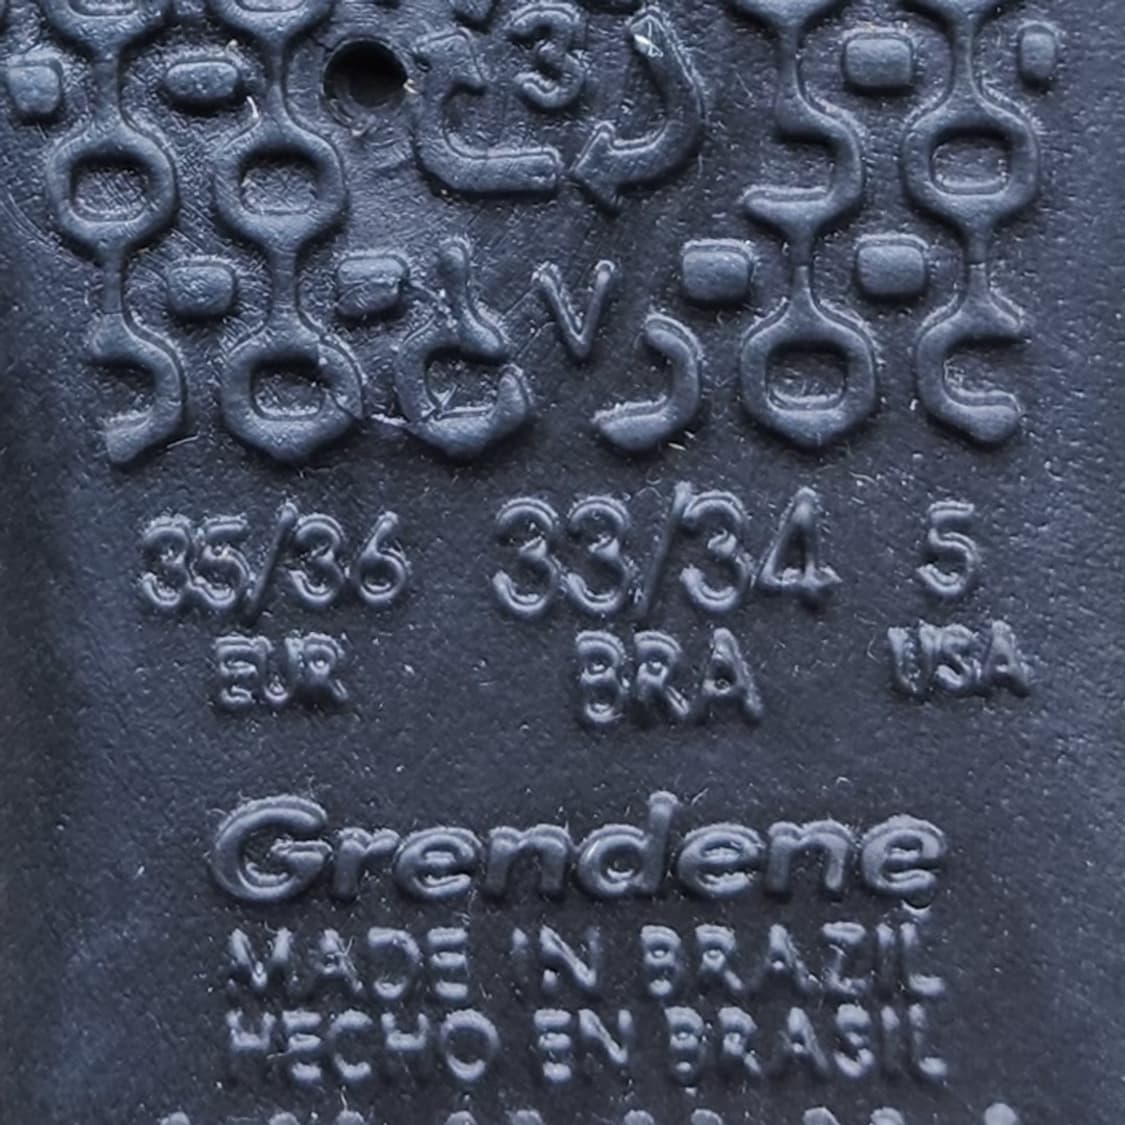 3
V
35/36 33/34 5
EUR BRA USA
Grendene
MADE IN BRAZIL
HECHO EN BRASIL